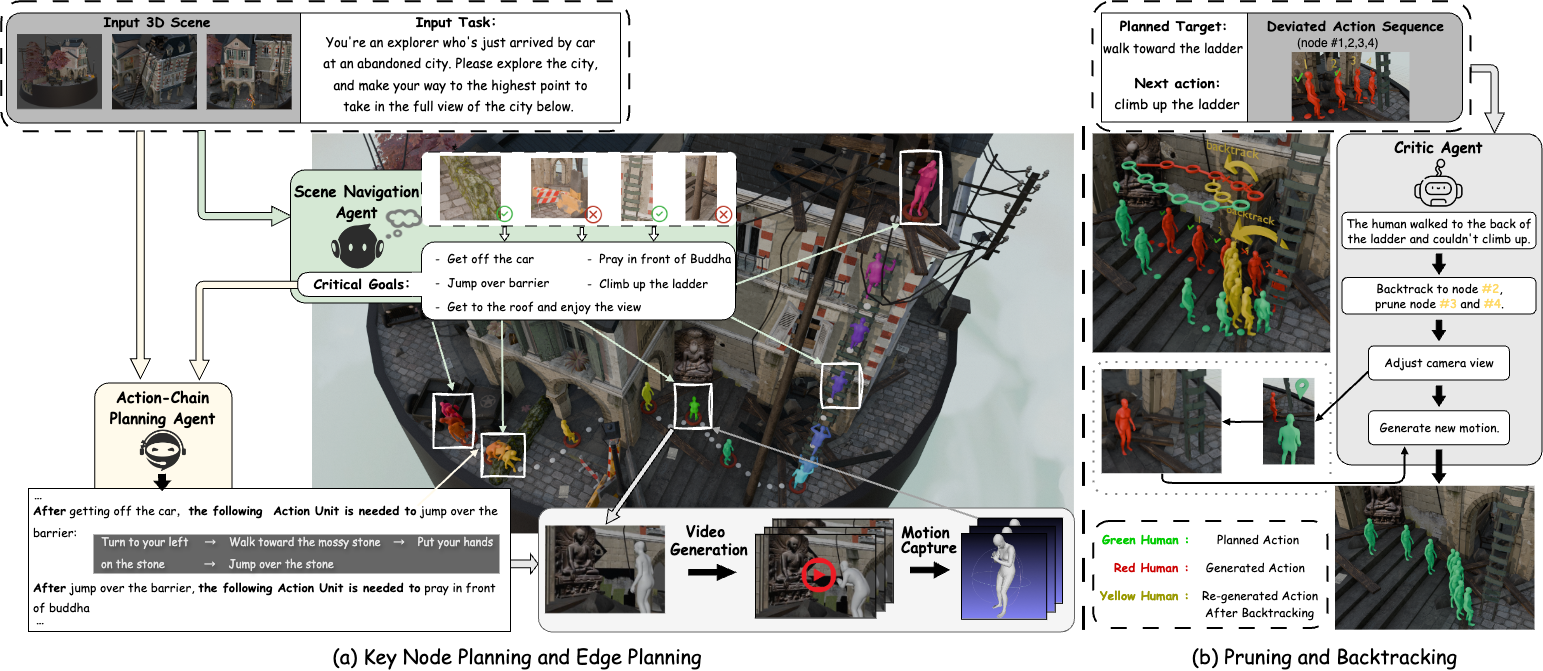 Input 3D Scene
Input Task:
You're an explorer who's just arrived by car
at an abandoned city. Please explore the city,
and make your way to the highest point to
take in the full view of the city below.
Scene Navigation
Agent
Critical Goals:
- Get off the car
- Pray in front of Buddha
- Jump over barrier
- Climb up the ladder
- Get to the roof and enjoy the view
Action-Chain
Planning Agent
...
After getting off the car, the following Action Unit is needed to jump over the
barrier:
Turn to your left → Walk toward the mossy stone → Put your hands
on the stone → Jump over the stone
After jump over the barrier, the following Action Unit is needed to pray in front
of buddha
...
Video
Generation
Motion
Capture
(a) Key Node Planning and Edge Planning
Planned Target:
walk toward the ladder
Next action:
climb up the ladder
Deviated Action Sequence
(node #1,2,3,4)
1 2 3 4
backtrack
backtrack
Critic Agent
The human walked to the back of
the ladder and couldn't climb up.
Backtrack to node #2,
prune node #3 and #4.
Adjust camera view
Generate new motion.
Green Human : Planned Action
Red Human : Generated Action
Yellow Human : Re-generated Action
After Backtracking
(b) Pruning and Backtracking